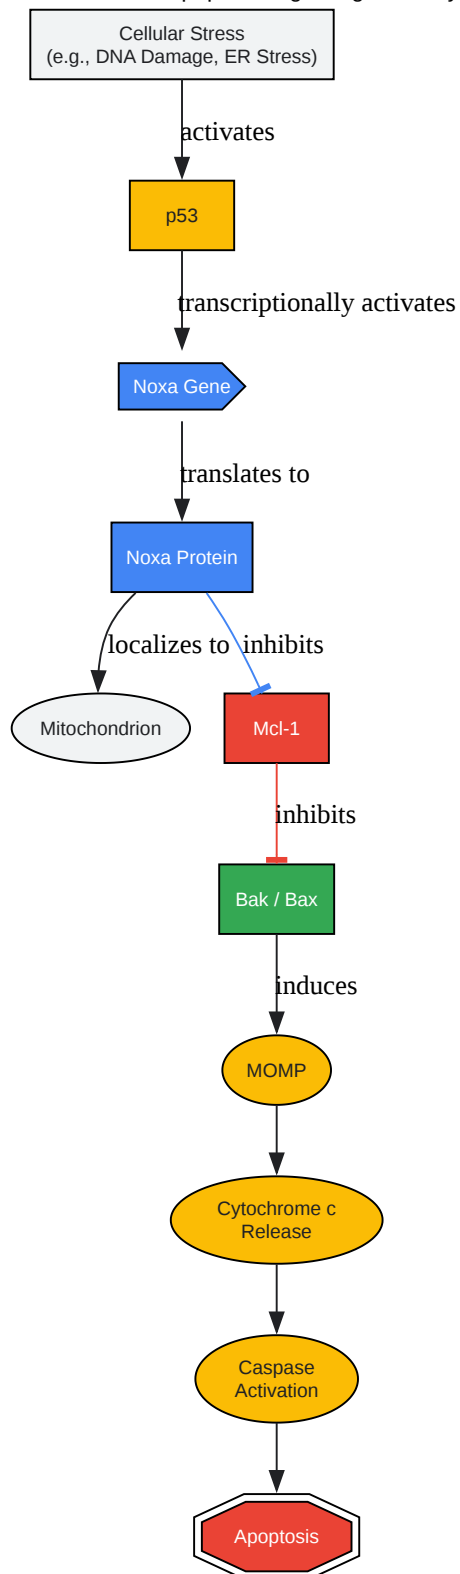 Cellular Stress
(e.g., DNA Damage, ER Stress)
activates
p53
transcriptionally activates
Noxa Gene
translates to
Noxa Protein
localizes to inhibits
Mitochondrion
Mcl-1
inhibits
Bak / Bax
induces
MOMP
Cytochrome c
Release
Caspase
Activation
Apoptosis